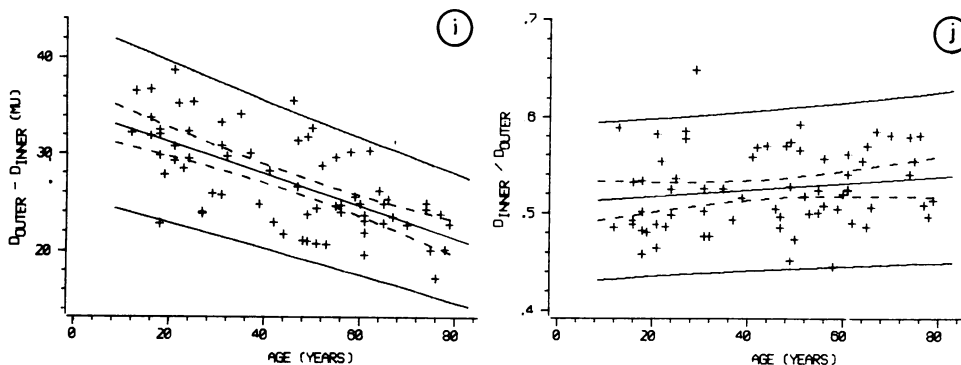 i
40
30
20
D_OUTER - D_INNER (MU)
0 20 40 60 80
AGE (YEARS)
j
.7
.6
.5
.4
D_INNER / D_OUTER
0 20 40 60 80
AGE (YEARS)